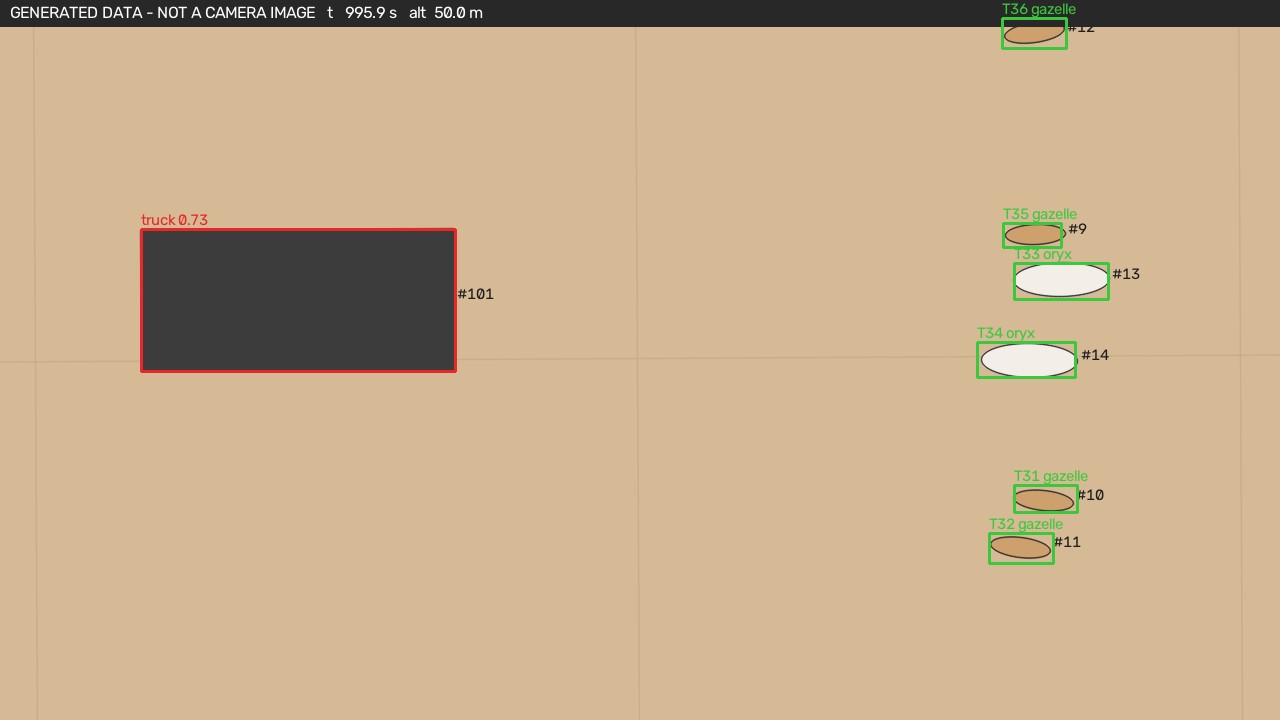 GENERATED DATA - NOT A CAMERA IMAGE t 995.9 s alt 50.0 m
T36 gazelle
#12
truck 0.73
#101
T35 gazelle
#9
T33 oryx
#13
T34 oryx
#14
T31 gazelle
#10
T32 gazelle
#11